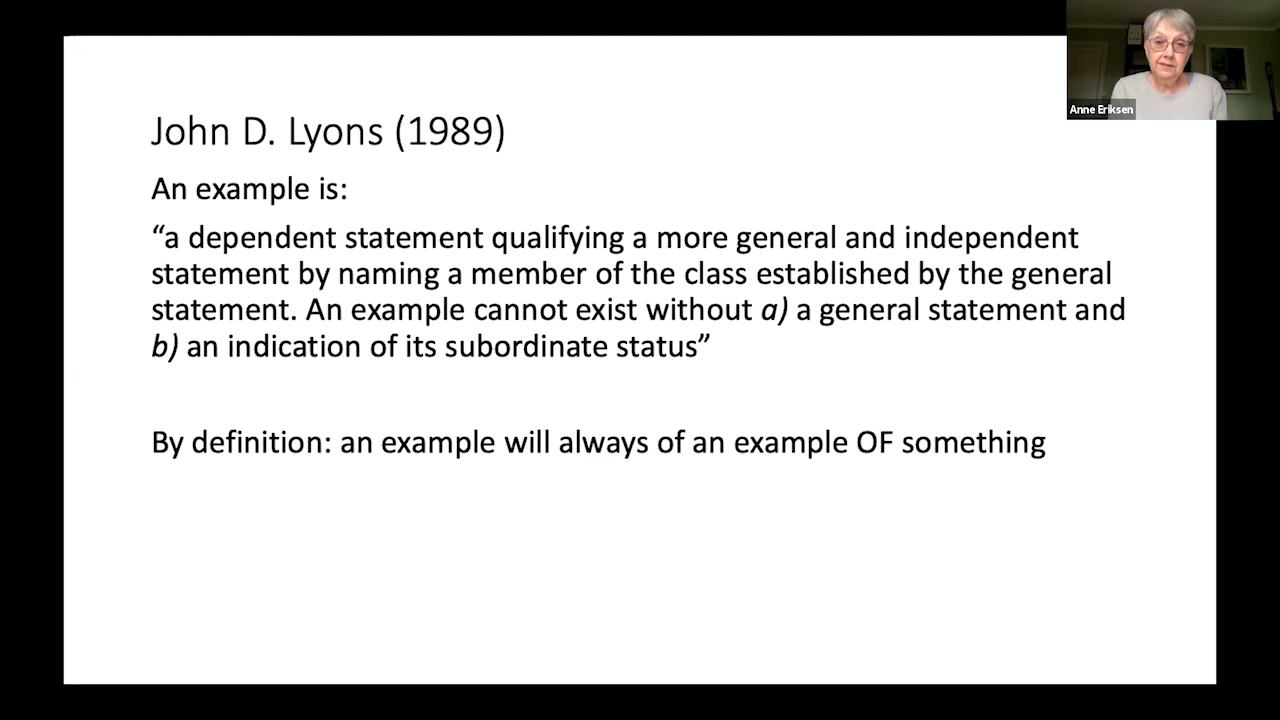 Anne Eriksen
John D. Lyons (1989)
An example is:
“a dependent statement qualifying a more general and independent
statement by naming a member of the class established by the general
statement. An example cannot exist without a) a general statement and
b) an indication of its subordinate status”
By definition: an example will always of an example OF something